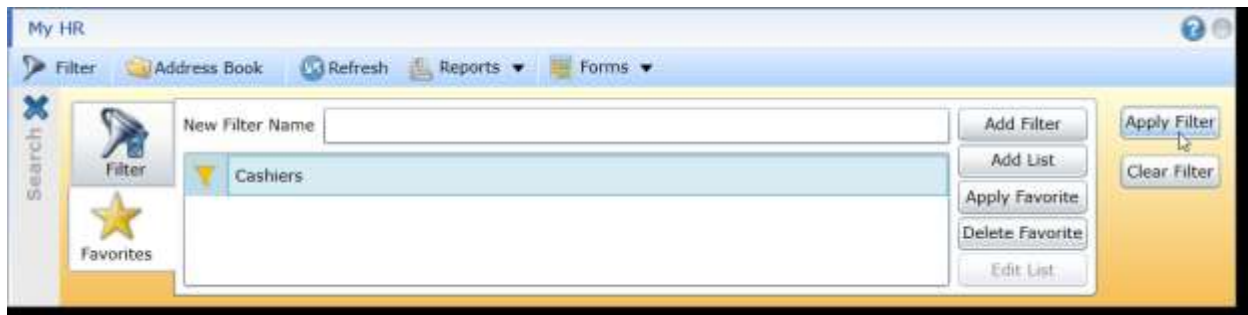 My HR
Filter Address Book Refresh Reports Forms
Search
Filter
Favorites
New Filter Name
Cashiers
Add Filter
Add List
Apply Favorite
Delete Favorite
Edit List
Apply Filter
Clear Filter